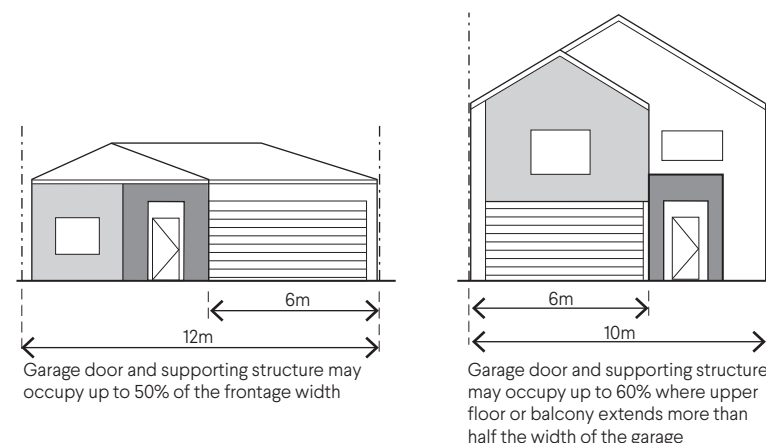 6m
12m
Garage door and supporting structure may
occupy up to 50% of the frontage width
6m
10m
Garage door and supporting structure
may occupy up to 60% where upper
floor or balcony extends more than
half the width of the garage